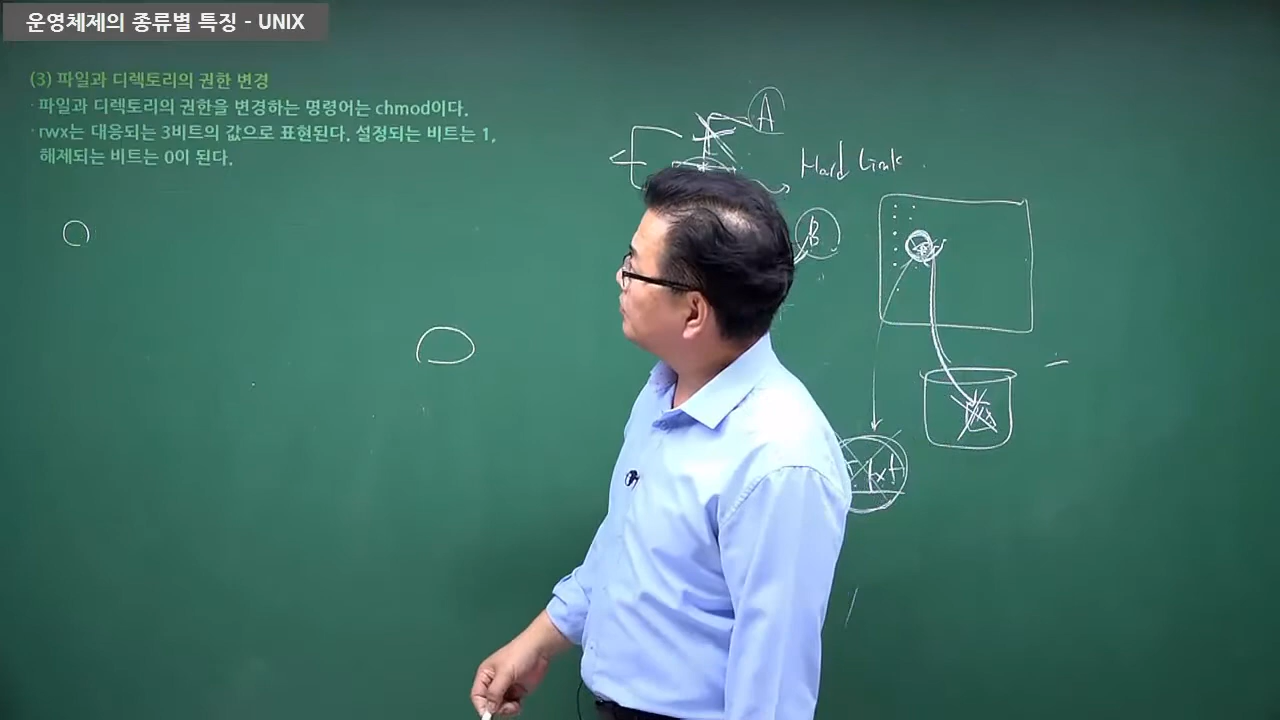 운영체제의 종류별 특징 - UNIX
(3) 파일과 디렉토리의 권한 변경
· 파일과 디렉토리의 권한을 변경하는 명령어는 chmod이다.
· rwx는 대응되는 3비트의 값으로 표현된다. 설정되는 비트는 1,
해제되는 비트는 0이 된다.
A
Hard Link
B
txt